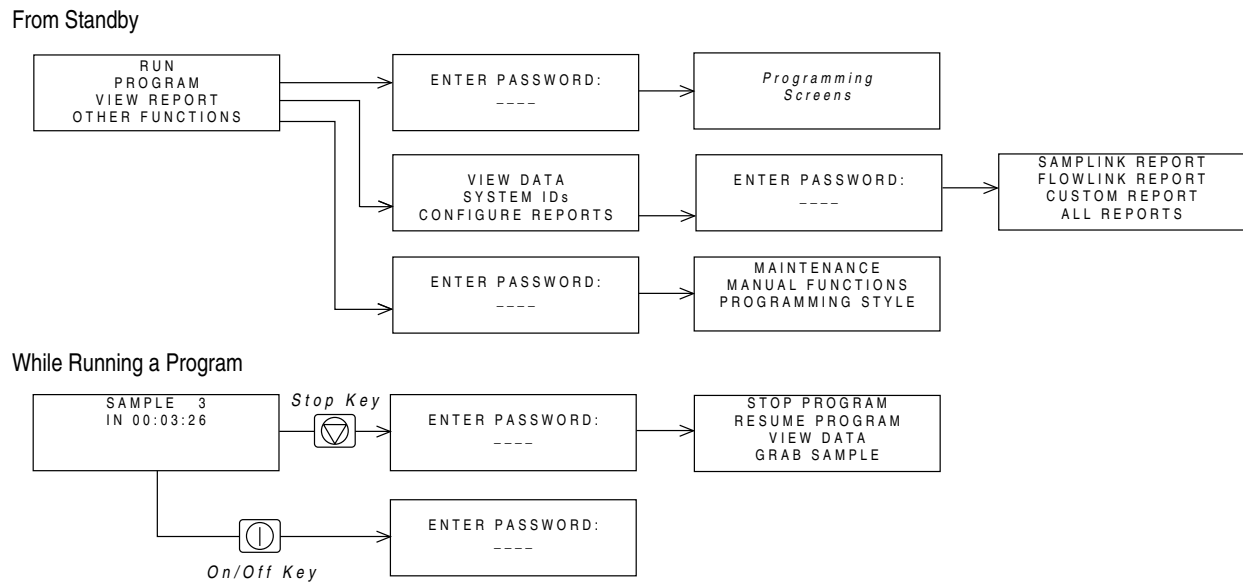 From Standby
RUN
PROGRAM
VIEW REPORT
OTHER FUNCTIONS
ENTER PASSWORD:
_ _ _ _
Programming
Screens
VIEW DATA
SYSTEM IDs
CONFIGURE REPORTS
ENTER PASSWORD:
_ _ _ _
SAMPLINK REPORT
FLOWLINK REPORT
CUSTOM REPORT
ALL REPORTS
ENTER PASSWORD:
_ _ _ _
MAINTENANCE
MANUAL FUNCTIONS
PROGRAMMING STYLE
While Running a Program
SAMPLE 3
IN 00:03:26
Stop Key
ENTER PASSWORD:
_ _ _ _
STOP PROGRAM
RESUME PROGRAM
VIEW DATA
GRAB SAMPLE
On/Off Key
ENTER PASSWORD:
_ _ _ _